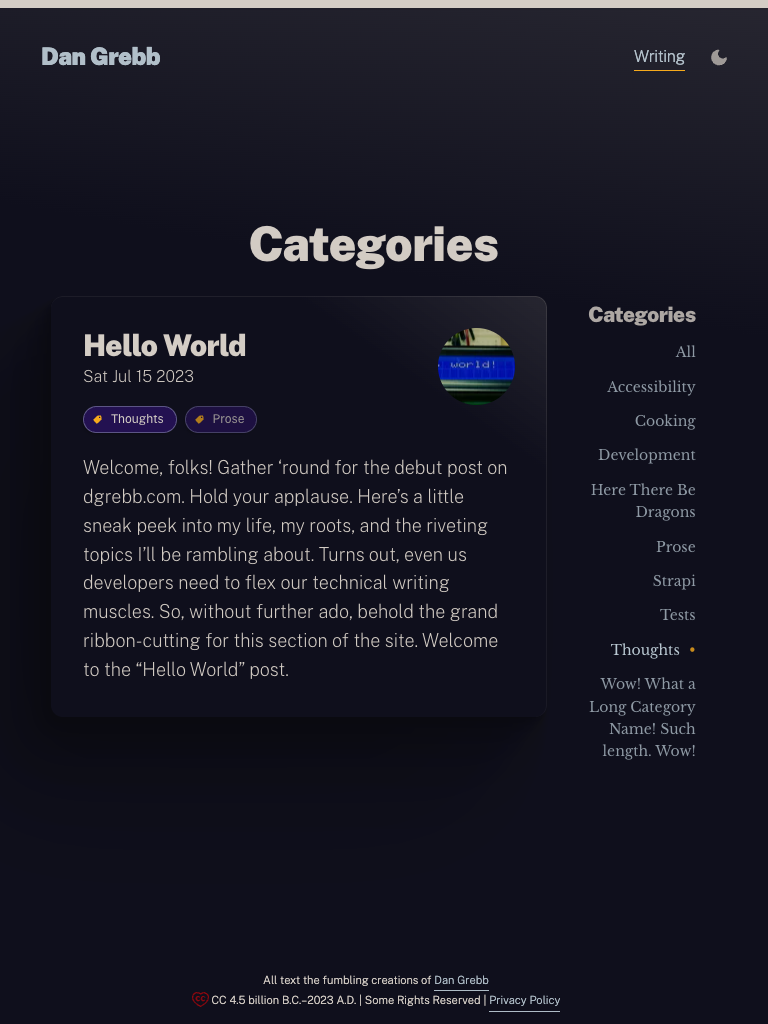 Dan Grebb
Writing
Categories
Hello World
Sat Jul 15 2023
world!
Thoughts
Prose
Welcome, folks! Gather ‘round for the debut post on
dgrebb.com. Hold your applause. Here’s a little
sneak peek into my life, my roots, and the riveting
topics I’ll be rambling about. Turns out, even us
developers need to flex our technical writing
muscles. So, without further ado, behold the grand
ribbon-cutting for this section of the site. Welcome
to the “Hello World” post.
Categories
All
Accessibility
Cooking
Development
Here There Be
Dragons
Prose
Strapi
Tests
Thoughts •
Wow! What a
Long Category
Name! Such
length. Wow!
All text the fumbling creations of Dan Grebb
CC CC 4.5 billion B.C.–2023 A.D. | Some Rights Reserved | Privacy Policy